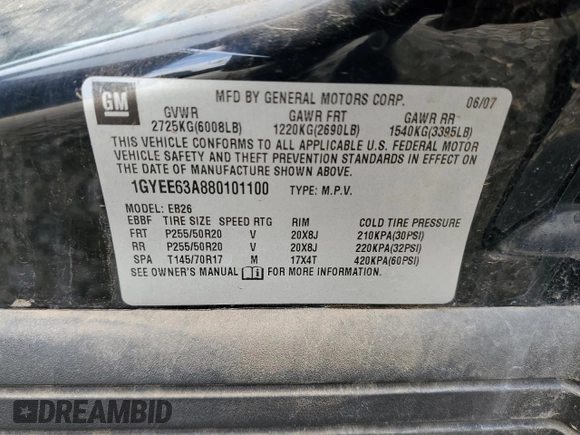 GM
MFD BY GENERAL MOTORS CORP. 06/07
GVWR GAWR FRT GAWR RR
2725KG(6008LB) 1220KG(2690LB) 1540KG(3395LB)
THIS VEHICLE CONFORMS TO ALL APPLICABLE U.S. FEDERAL MOTOR
VEHICLE SAFETY AND THEFT PREVENTION STANDARDS IN EFFECT ON
THE DATE OF MANUFACTURE SHOWN ABOVE.
1GYEE63A880101100 TYPE: M.P.V.
MODEL: EB26
EBBF TIRE SIZE SPEED RTG RIM COLD TIRE PRESSURE
FRT P255/50R20 V 20X8J 210KPA(30PSI)
RR P255/50R20 V 20X8J 220KPA(32PSI)
SPA T145/70R17 M 17X4T 420KPA(60PSI)
SEE OWNER'S MANUAL FOR MORE INFORMATION.
DREAMBID